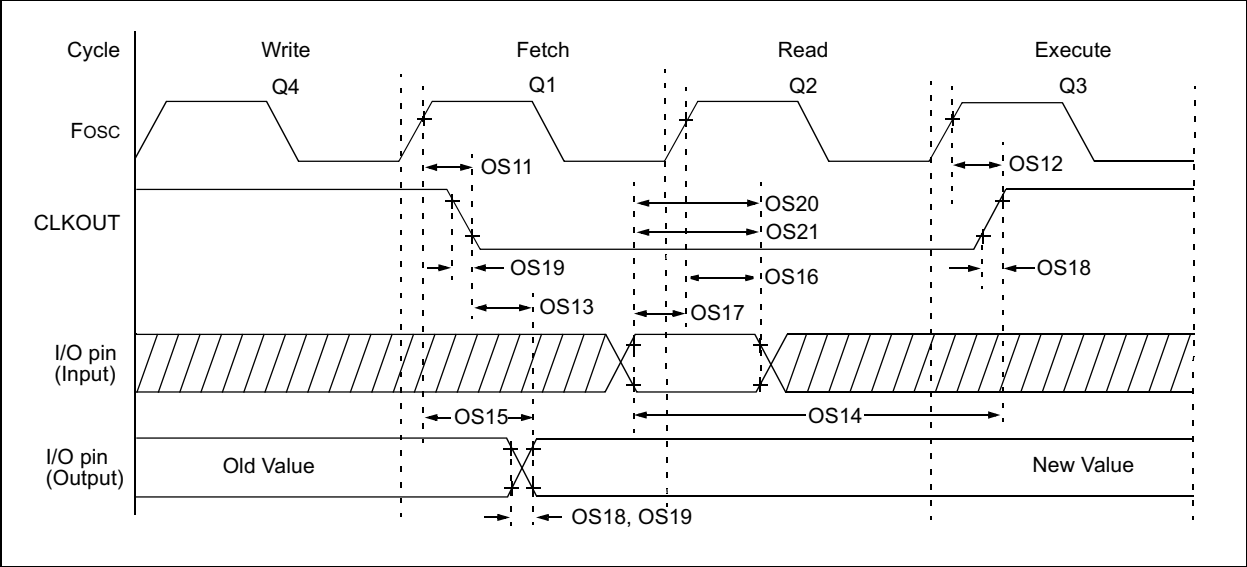 Cycle Write Fetch Read Execute
Q4 Q1 Q2 Q3
Fosc
OS11 OS12
CLKOUT
OS20
OS21
OS19 OS16 OS18
OS13 OS17
I/O pin
(Input)
OS15 OS14
I/O pin
(Output)
Old Value New Value
OS18, OS19